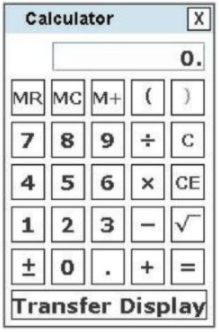 Calculator X
0.
MR MC M+ ( )
7 8 9 ÷ C
4 5 6 × CE
1 2 3 − √
± 0 . + =
Transfer Display